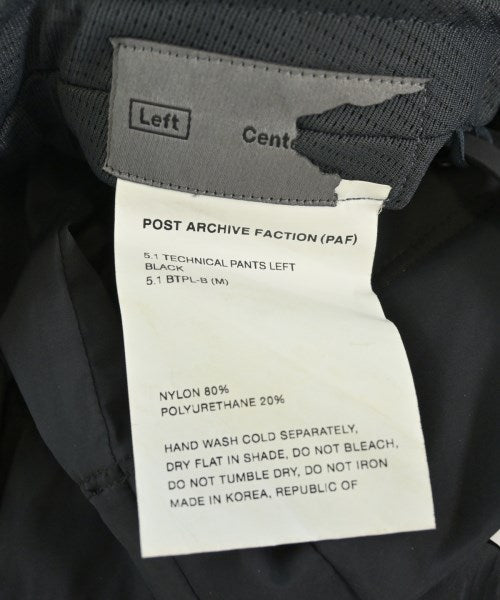 Left Cente
POST ARCHIVE FACTION (PAF)
5.1 TECHNICAL PANTS LEFT
BLACK
5.1 BTPL-B (M)
NYLON 80%
POLYURETHANE 20%
HAND WASH COLD SEPARATELY,
DRY FLAT IN SHADE, DO NOT BLEACH,
DO NOT TUMBLE DRY, DO NOT IRON
MADE IN KOREA, REPUBLIC OF